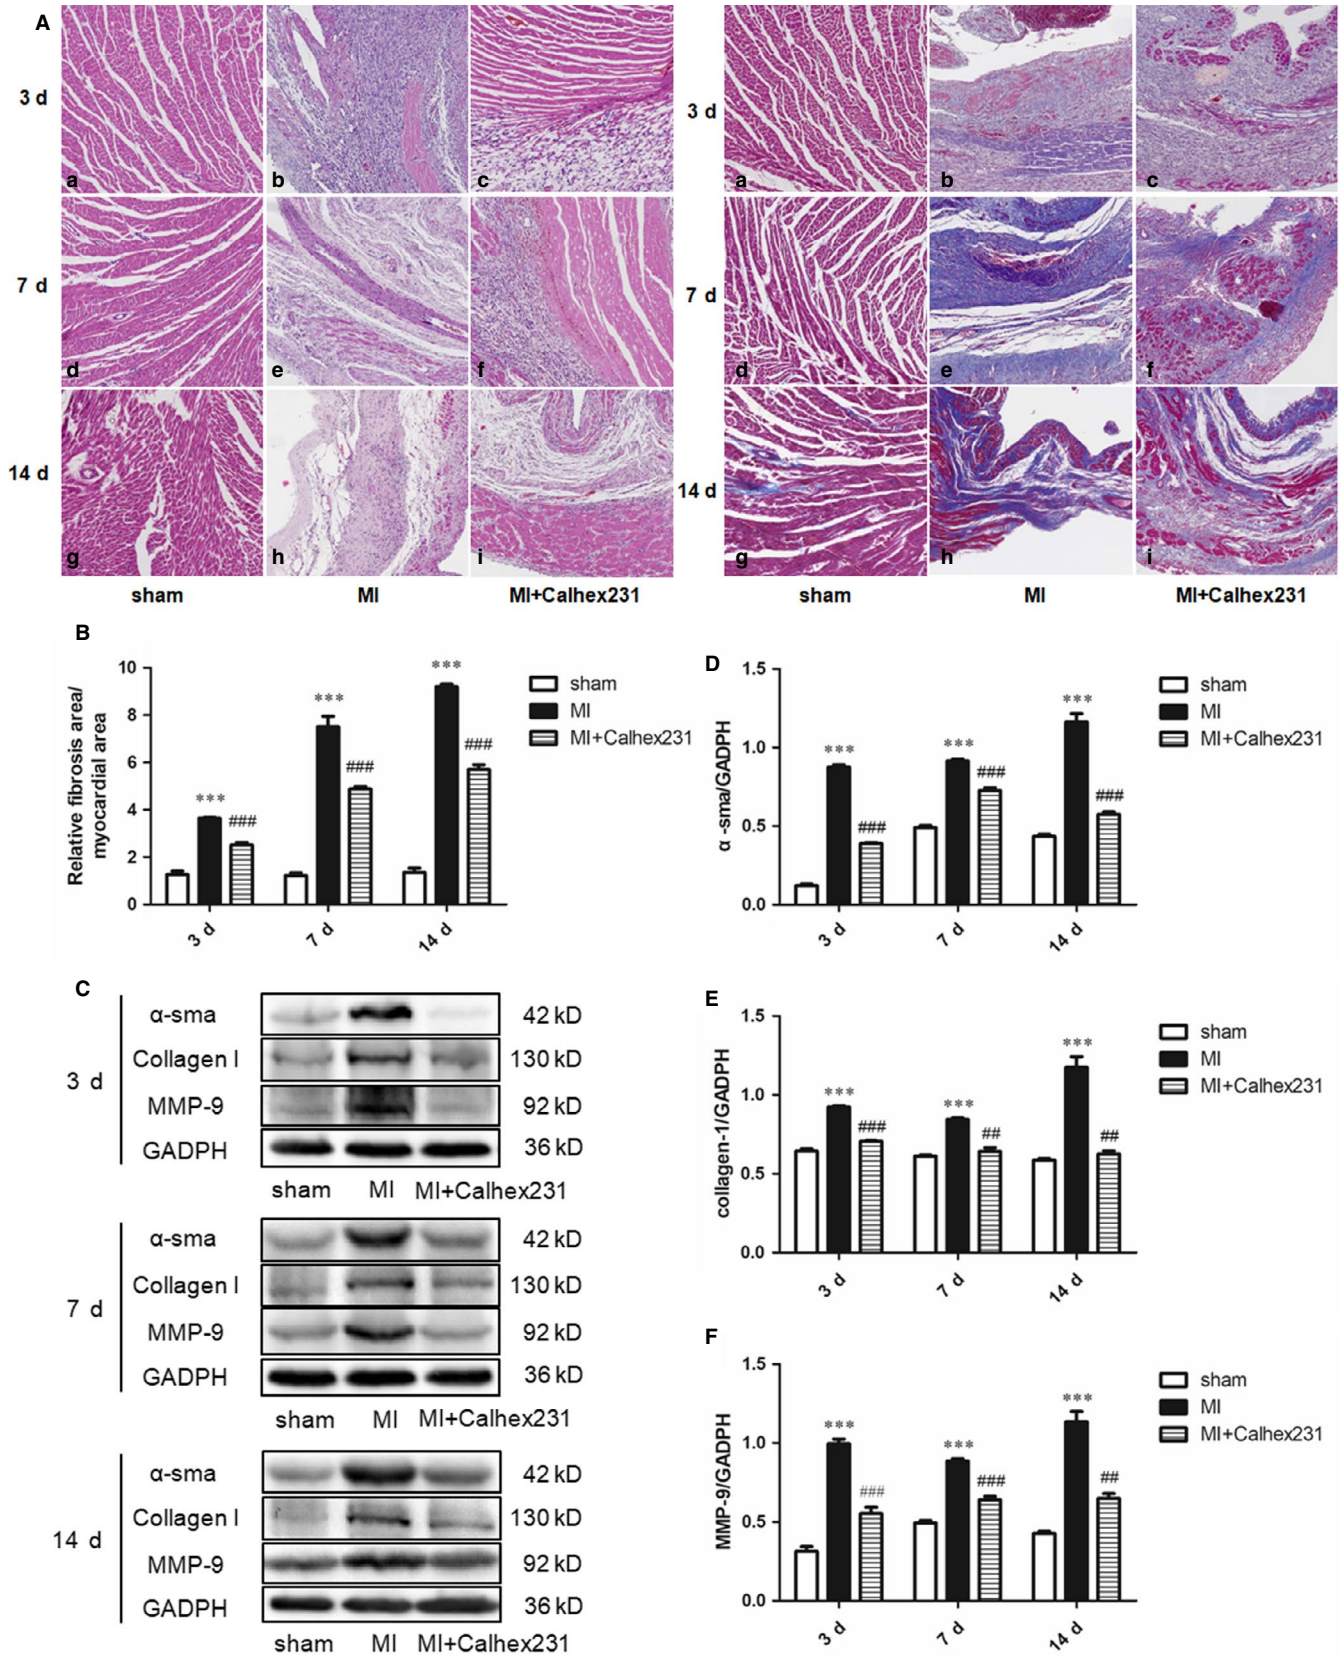 A
3 d
a
b
c
7 d
d
e
f
14 d
g
h
i
sham
MI
MI+Calhex231
3 d
a
b
c
7 d
d
e
f
14 d
g
h
i
sham
MI
MI+Calhex231
B
Relative fibrosis area/
myocardial area
10
8
6
4
2
0
***
###
***
###
***
###
3 d
7 d
14 d
sham
MI
MI+Calhex231
D
α -sma/GADPH
1.5
1.0
0.5
0.0
***
###
***
###
***
###
3 d
7 d
14 d
sham
MI
MI+Calhex231
C
3 d
α-sma
42 kD
Collagen I
130 kD
MMP-9
92 kD
GADPH
36 kD
sham MI MI+Calhex231
7 d
α-sma
42 kD
Collagen I
130 kD
MMP-9
92 kD
GADPH
36 kD
sham MI MI+Calhex231
14 d
α-sma
42 kD
Collagen I
130 kD
MMP-9
92 kD
GADPH
36 kD
sham MI MI+Calhex231
E
collagen-1/GADPH
1.5
1.0
0.5
0.0
***
###
***
##
***
##
3 d
7 d
14 d
sham
MI
MI+Calhex231
F
MMP-9/GADPH
1.5
1.0
0.5
0.0
***
###
***
###
***
##
3 d
7 d
14 d
sham
MI
MI+Calhex231